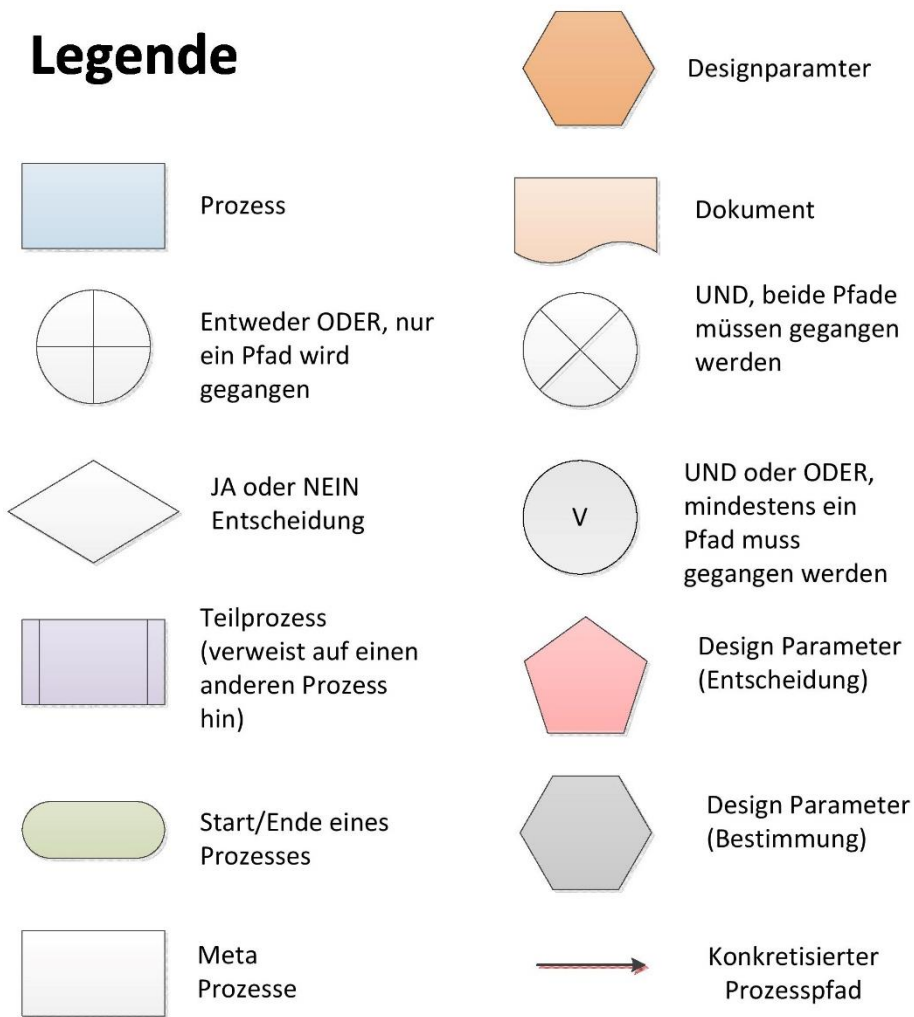 Legende
Designparamter
Prozess
Dokument
Entweder ODER, nur
ein Pfad wird
gegangen
UND, beide Pfade
müssen gegangen
werden
JA oder NEIN
Entscheidung
V
UND oder ODER,
mindestens ein
Pfad muss
gegangen werden
Teilprozess
(verweist auf einen
anderen Prozess
hin)
Design Parameter
(Entscheidung)
Start/Ende eines
Prozesses
Design Parameter
(Bestimmung)
Meta
Prozesse
Konkretisierter
Prozesspfad